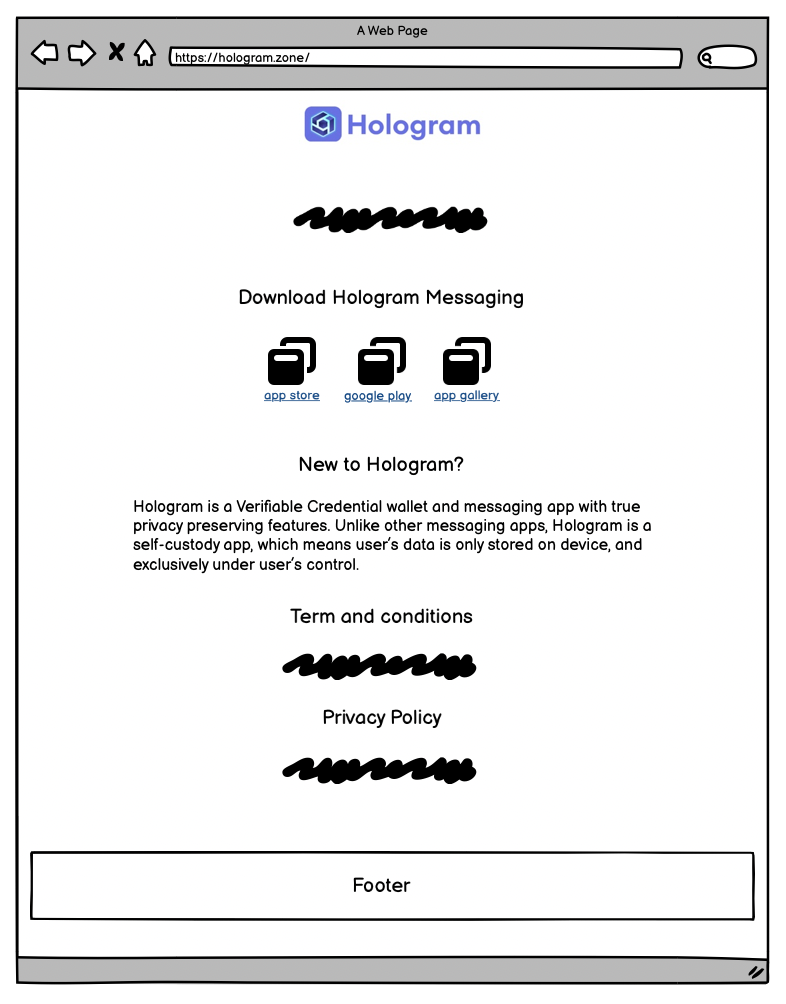 A Web Page
https://hologram.zone/
Hologram
Download Hologram Messaging
app store google play app gallery
New to Hologram?
Hologram is a Verifiable Credential wallet and messaging app with true
privacy preserving features. Unlike other messaging apps, Hologram is a
self-custody app, which means user's data is only stored on device, and
exclusively under user's control.
Term and conditions
Privacy Policy
Footer